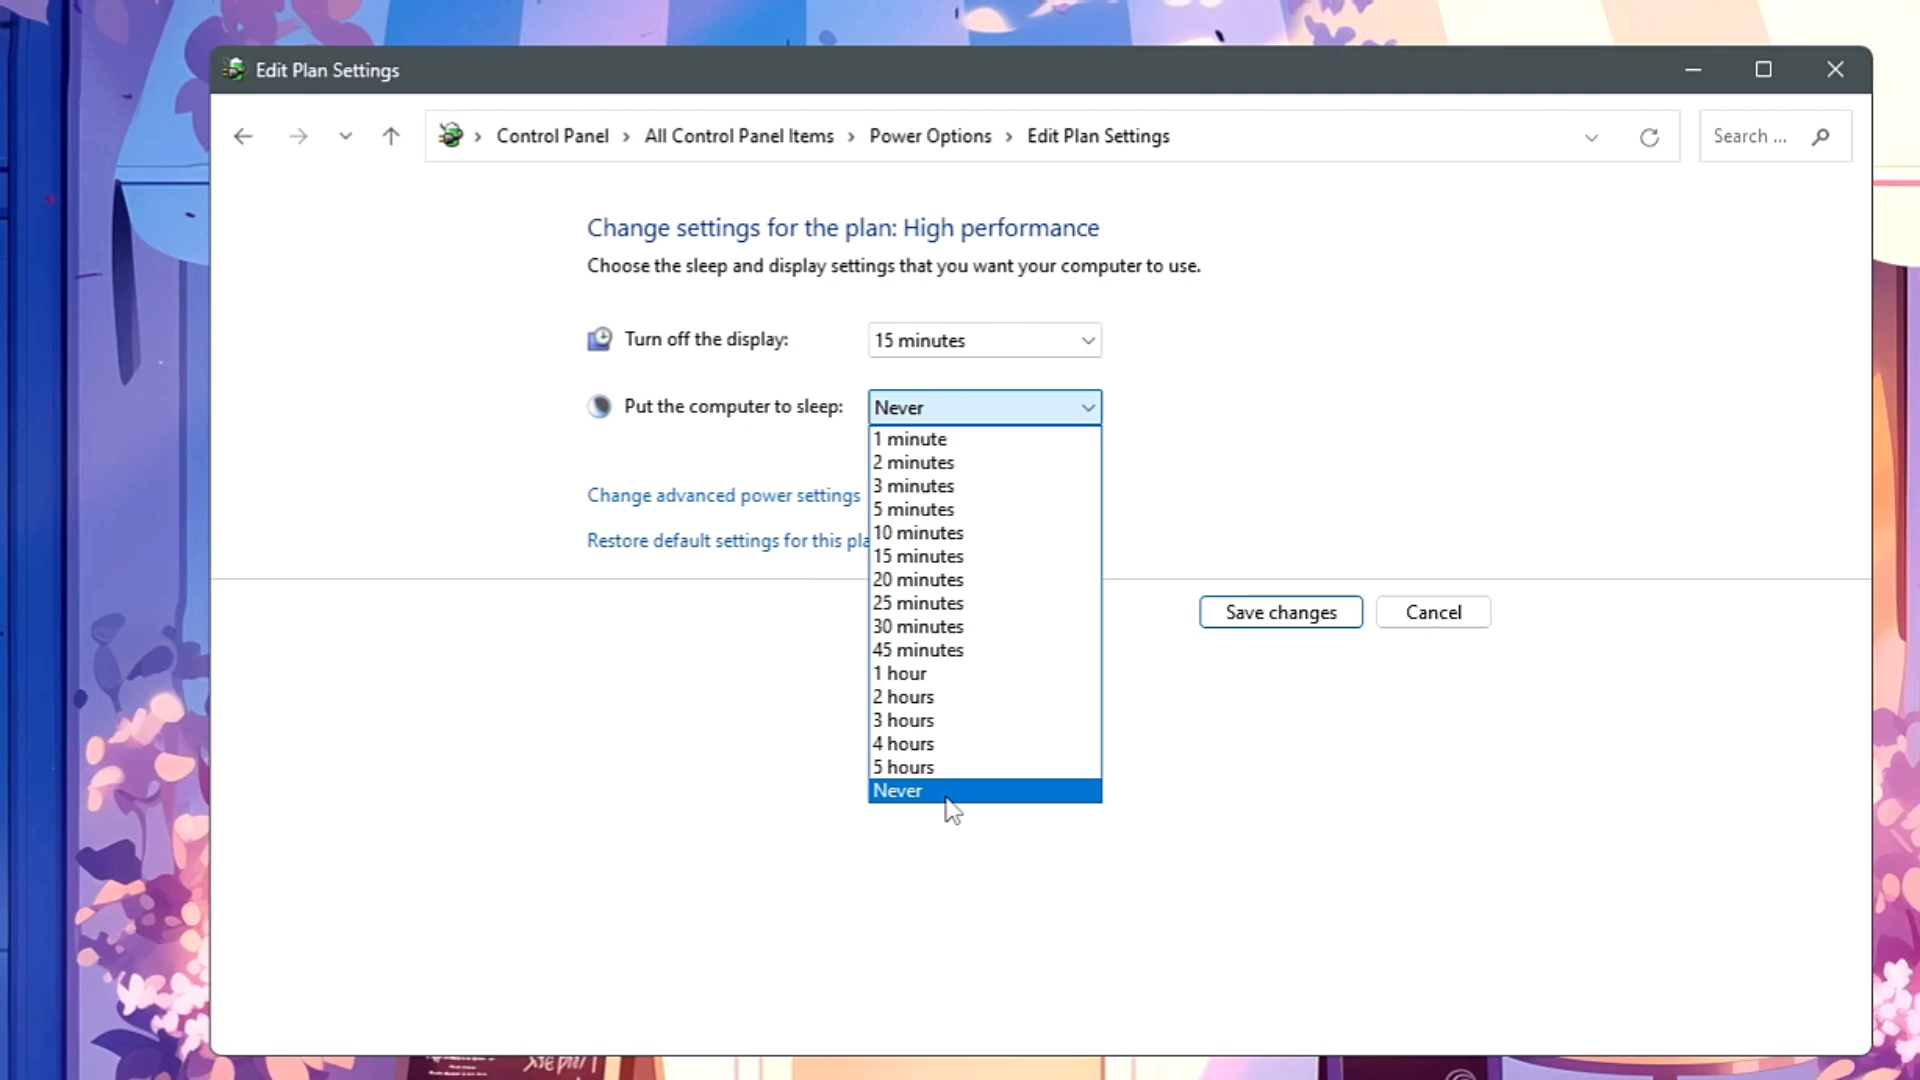 Edit Plan Settings
Control Panel > All Control Panel Items > Power Options > Edit Plan Settings
Search ...
Change settings for the plan: High performance
Choose the sleep and display settings that you want your computer to use.
Turn off the display: 15 minutes
Put the computer to sleep: Never
1 minute
2 minutes
3 minutes
Change advanced power settings
5 minutes
10 minutes
Restore default settings for this pla
15 minutes
20 minutes
25 minutes
Save changes Cancel
30 minutes
45 minutes
1 hour
2 hours
3 hours
4 hours
5 hours
Never